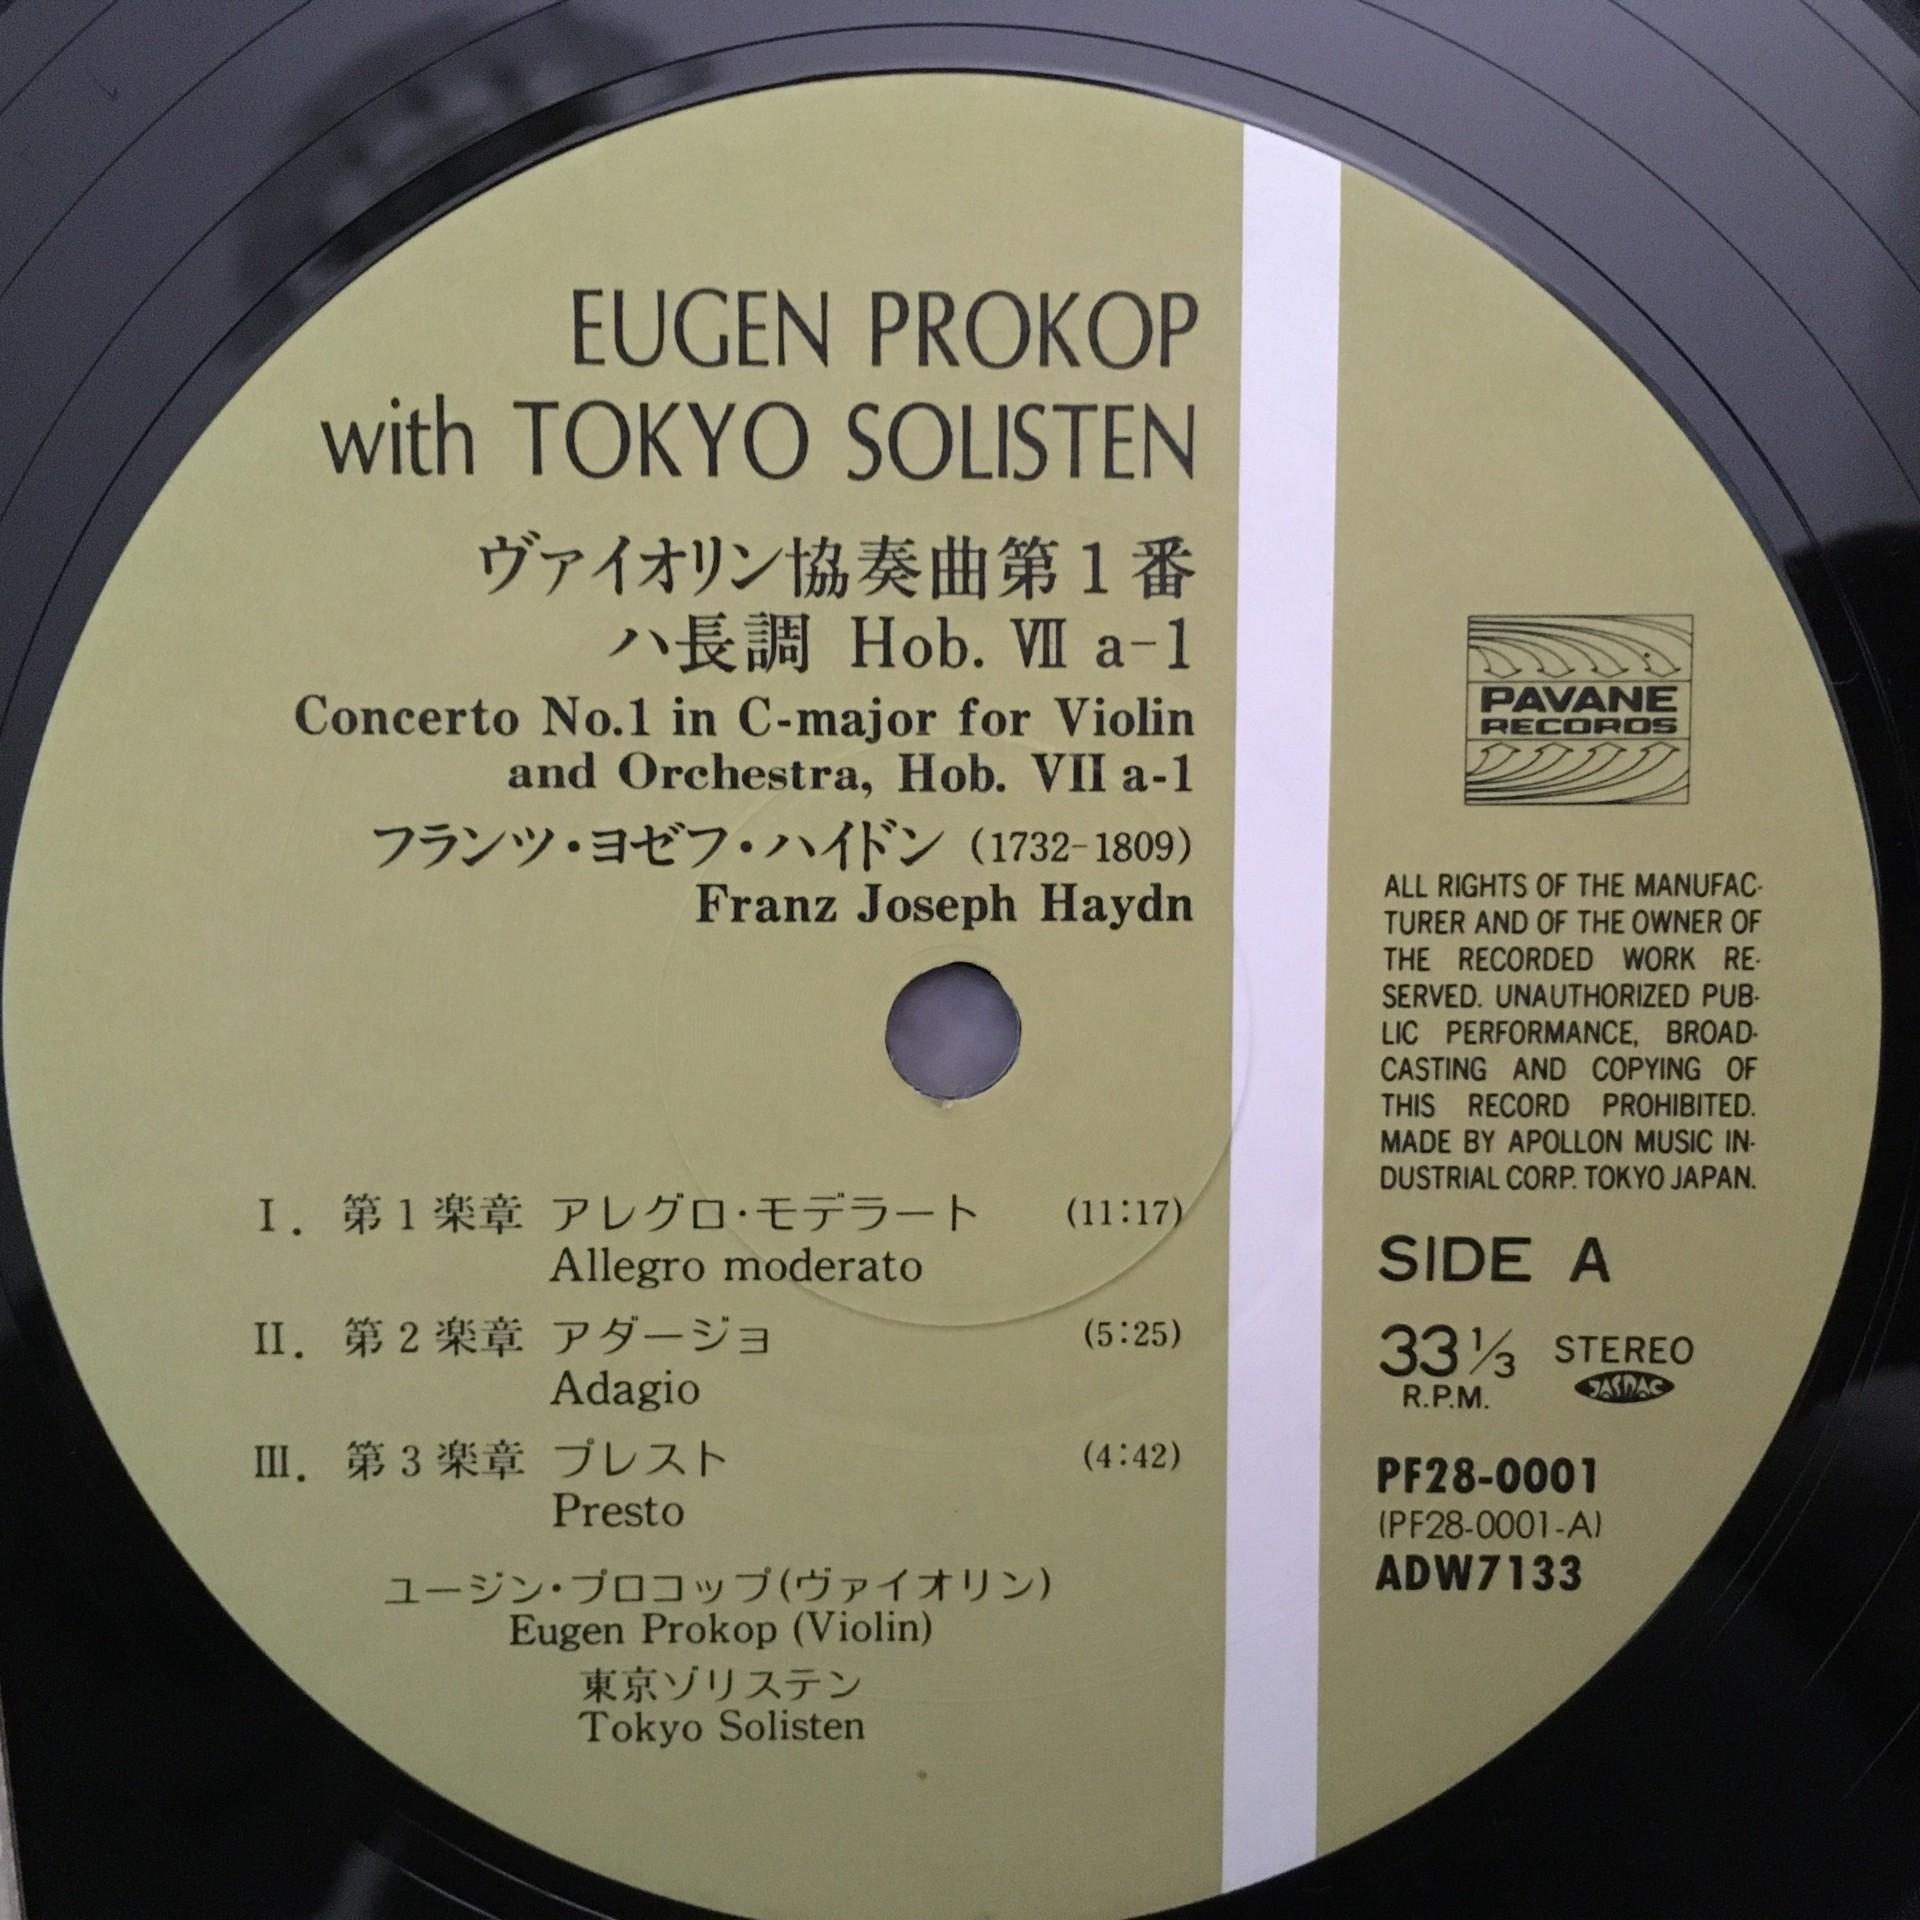 EUGEN PROKOP
with TOKYO SOLISTEN
ヴァイオリン協奏曲第1番
ハ長調 Hob. Ⅶ a-1
Concerto No.1 in C-major for Violin
and Orchestra, Hob. VII a-1
フランツ・ヨゼフ・ハイドン (1732-1809)
Franz Joseph Haydn
I. 第1楽章 アレグロ・モデラート (11:17)
Allegro moderato
II. 第2楽章 アダージョ (5:25)
Adagio
III. 第3楽章 プレスト (4:42)
Presto
ユージン・プロコップ(ヴァイオリン)
Eugen Prokop (Violin)
東京ゾリステン
Tokyo Solisten
PAVANE
RECORDS
ALL RIGHTS OF THE MANUFAC-
TURER AND OF THE OWNER OF
THE RECORDED WORK RE-
SERVED. UNAUTHORIZED PUB-
LIC PERFORMANCE, BROAD-
CASTING AND COPYING OF
THIS RECORD PROHIBITED.
MADE BY APOLLON MUSIC IN-
DUSTRIAL CORP. TOKYO JAPAN.
SIDE A
33 1/3 STEREO
R.P.M. JASRAC
PF28-0001
(PF28-0001-A)
ADW7133